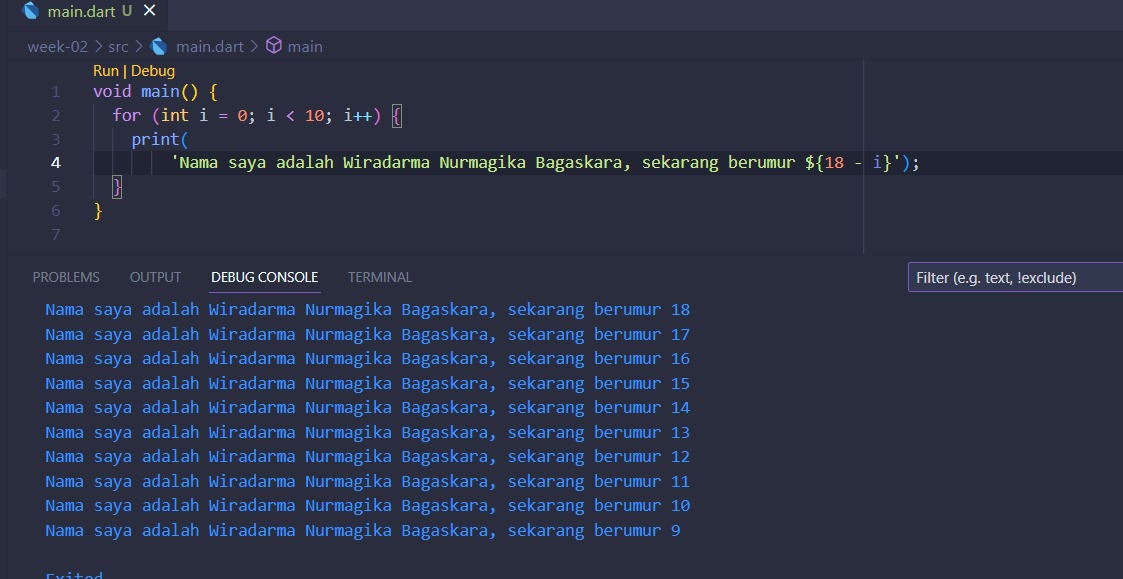 main.dart U
week-02 > src > main.dart > main
Run | Debug
1 void main() {
2 for (int i = 0; i < 10; i++) {
3 print(
4 'Nama saya adalah Wiradarma Nurmagika Bagaskara, sekarang berumur ${18 - i}');
5 }
6 }
7
PROBLEMS OUTPUT DEBUG CONSOLE TERMINAL Filter (e.g. text, !exclude)
Nama saya adalah Wiradarma Nurmagika Bagaskara, sekarang berumur 18
Nama saya adalah Wiradarma Nurmagika Bagaskara, sekarang berumur 17
Nama saya adalah Wiradarma Nurmagika Bagaskara, sekarang berumur 16
Nama saya adalah Wiradarma Nurmagika Bagaskara, sekarang berumur 15
Nama saya adalah Wiradarma Nurmagika Bagaskara, sekarang berumur 14
Nama saya adalah Wiradarma Nurmagika Bagaskara, sekarang berumur 13
Nama saya adalah Wiradarma Nurmagika Bagaskara, sekarang berumur 12
Nama saya adalah Wiradarma Nurmagika Bagaskara, sekarang berumur 11
Nama saya adalah Wiradarma Nurmagika Bagaskara, sekarang berumur 10
Nama saya adalah Wiradarma Nurmagika Bagaskara, sekarang berumur 9
Exited